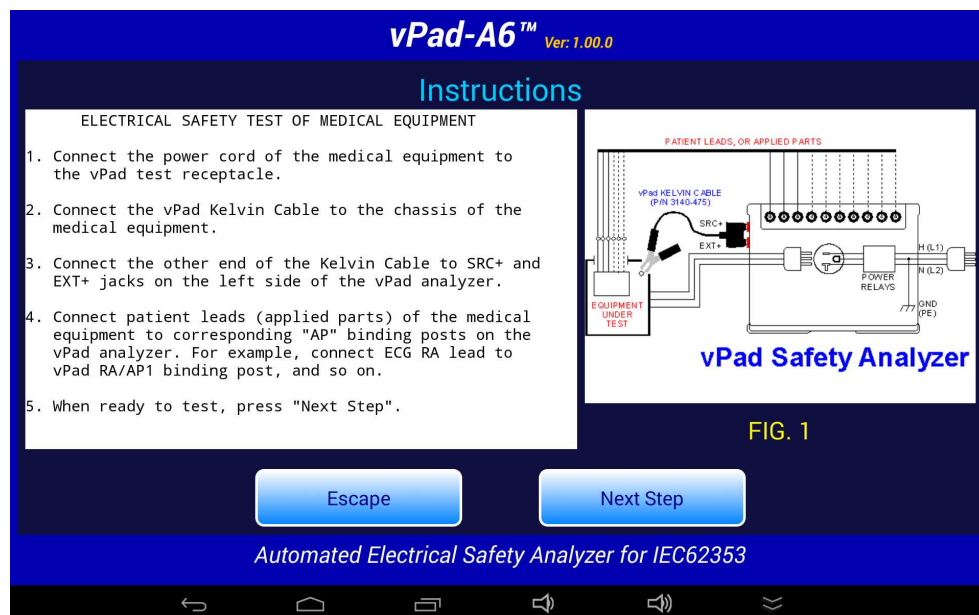 vPad-A6™ Ver: 1.00.0
Instructions
ELECTRICAL SAFETY TEST OF MEDICAL EQUIPMENT
1. Connect the power cord of the medical equipment to
the vPad test receptacle.
2. Connect the vPad Kelvin Cable to the chassis of the
medical equipment.
3. Connect the other end of the Kelvin Cable to SRC+ and
EXT+ jacks on the left side of the vPad analyzer.
4. Connect patient leads (applied parts) of the medical
equipment to corresponding "AP" binding posts on the
vPad analyzer. For example, connect ECG RA lead to
vPad RA/AP1 binding post, and so on.
5. When ready to test, press "Next Step".
PATIENT LEADS, OR APPLIED PARTS
vPad KELVIN CABLE
(P/N 3140-475)
SRC+
EXT+
EQUIPMENT
UNDER
TEST
POWER
RELAYS
H (L1)
N (L2)
GND
(PE)
vPad Safety Analyzer
FIG. 1
Escape
Next Step
Automated Electrical Safety Analyzer for IEC62353